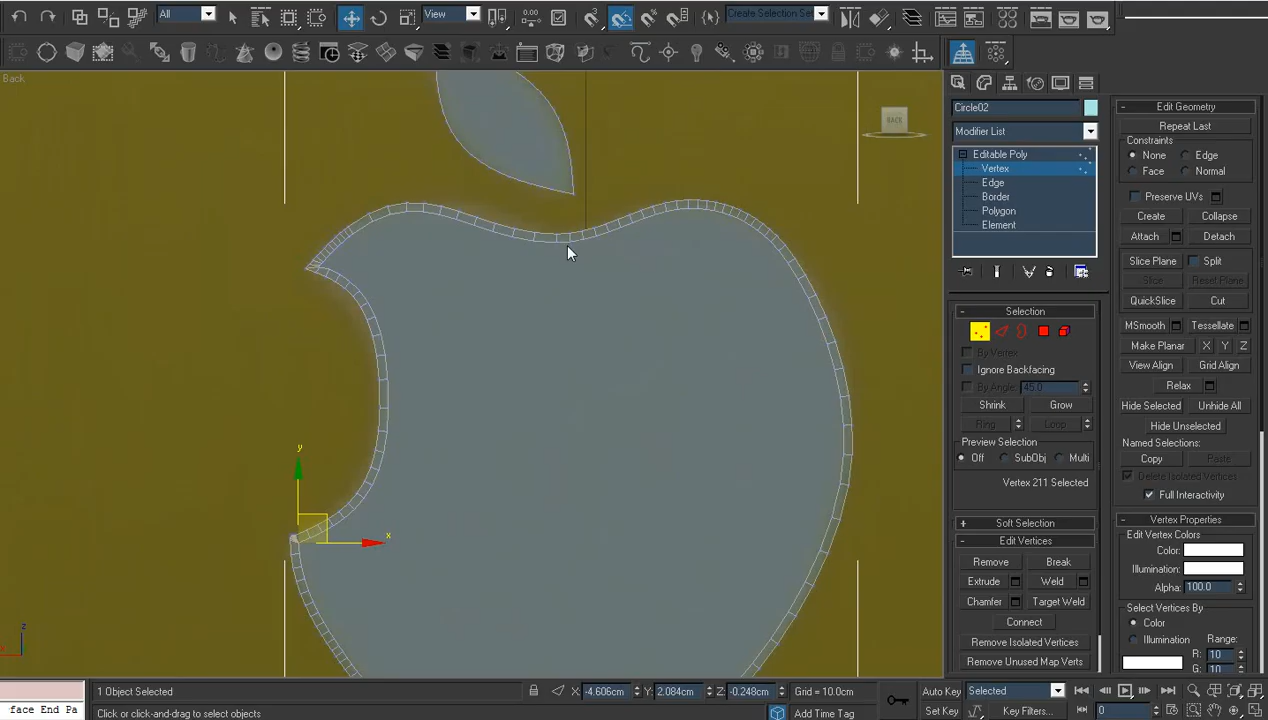 All
View
Create Selection Set
Back
BACK
y
x
z
Circle02
Modifier List
Editable Poly
Vertex
Edge
Border
Polygon
Element
Selection
By Vertex
Ignore Backfacing
By Angle: 45.0
Shrink Grow
Ring Loop
Preview Selection
Off SubObj Multi
Vertex 211 Selected
Soft Selection
Edit Vertices
Remove Break
Extrude Weld
Chamfer Target Weld
Connect
Remove Isolated Vertices
Remove Unused Map Verts
Edit Geometry
Repeat Last
Constraints
None Edge
Face Normal
Preserve UVs
Create Collapse
Attach Detach
Slice Plane Split
Slice Reset Plane
QuickSlice Cut
MSmooth Tessellate
Make Planar X Y Z
View Align Grid Align
Relax
Hide Selected Unhide All
Hide Unselected
Named Selections:
Copy Paste
Delete Isolated Vertices
Full Interactivity
Vertex Properties
Edit Vertex Colors
Color:
Illumination:
Alpha: 100.0
Select Vertices By
Color
Illumination Range:
R: 10
G: 10
1 Object Selected
X: -4.606cm Y: 2.084cm Z: -0.248cm Grid = 10.0cm
Auto Key Selected
face End Pa
Click or click-and-drag to select objects
Add Time Tag
Set Key Key Filters...
0